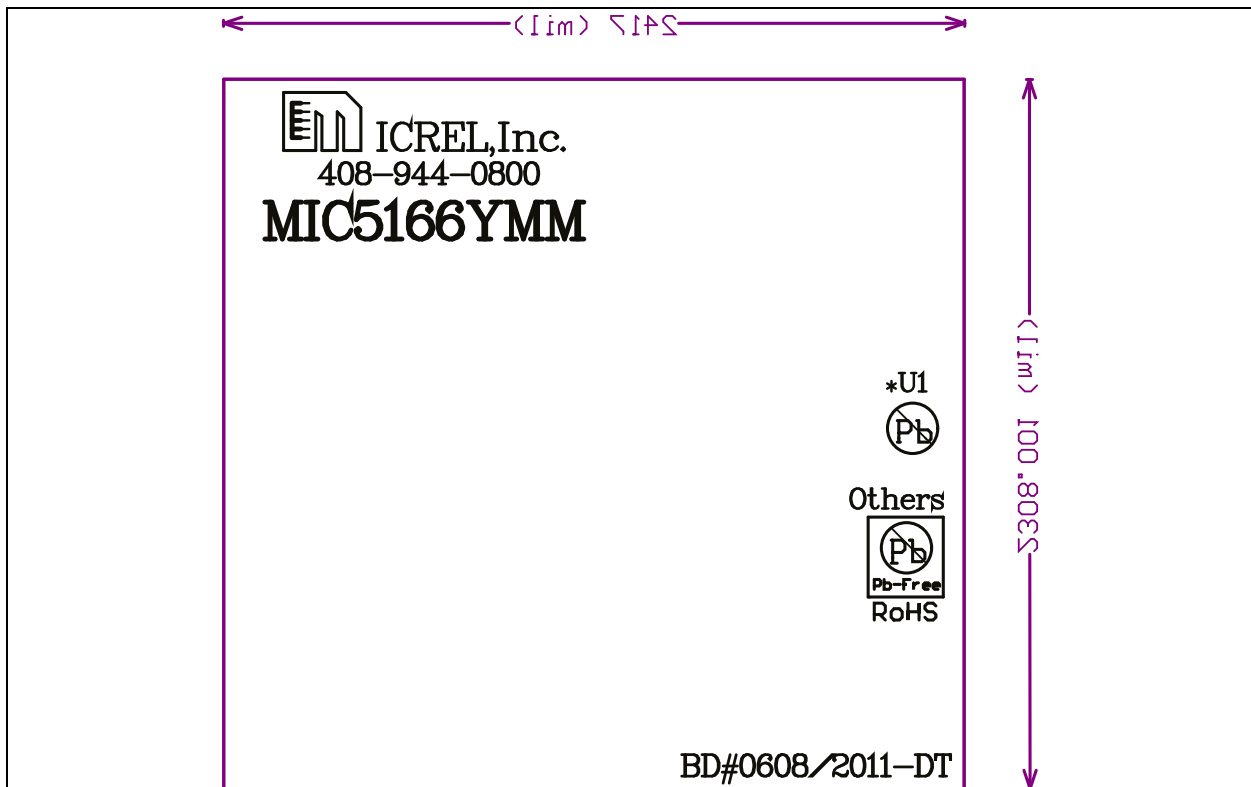 2417 (mil)
ICREL,Inc.
408-944-0800
MIC5166YMM
2308.001 (mil)
*U1
Pb
Others
Pb
Pb-Free
RoHS
BD#0608/2011-DT